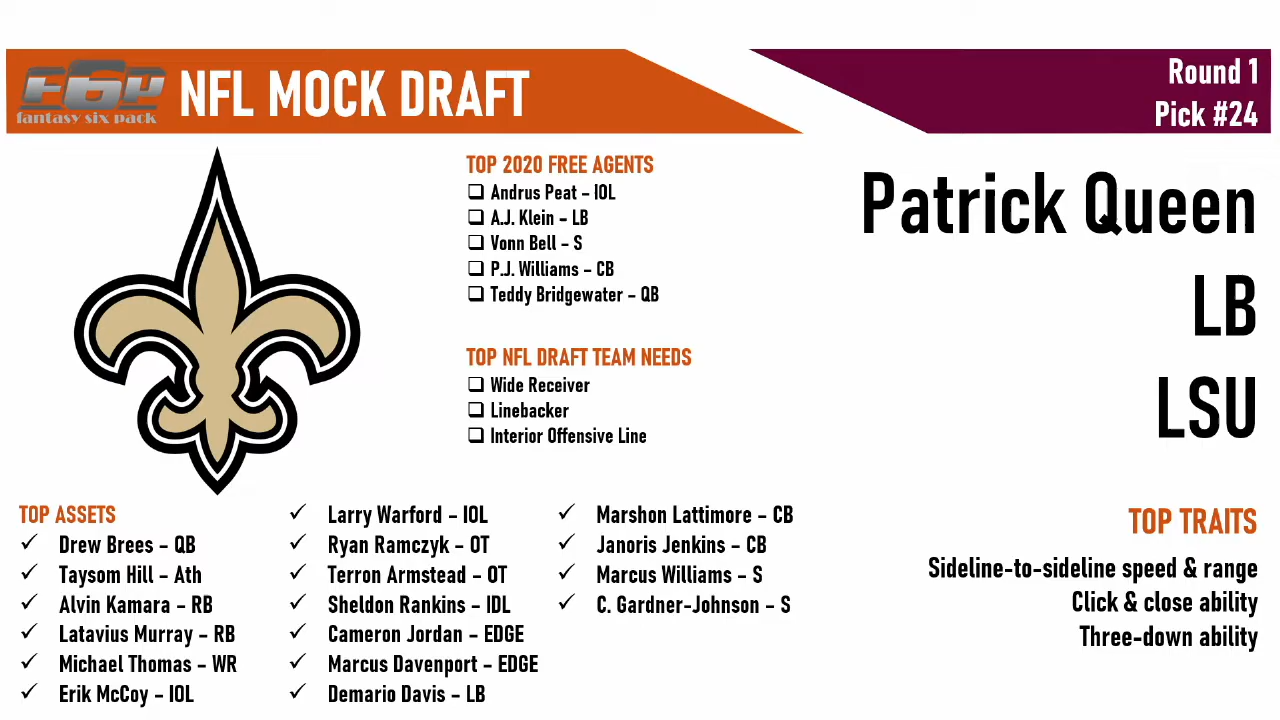 F6P
fantasy six pack
NFL MOCK DRAFT
Round 1
Pick #24
TOP 2020 FREE AGENTS
Andrus Peat – IOL
A.J. Klein – LB
Vonn Bell – S
P.J. Williams – CB
Teddy Bridgewater – QB
TOP NFL DRAFT TEAM NEEDS
Wide Receiver
Linebacker
Interior Offensive Line
Patrick Queen
LB
LSU
TOP ASSETS
Drew Brees – QB
Taysom Hill – Ath
Alvin Kamara – RB
Latavius Murray – RB
Michael Thomas – WR
Erik McCoy – IOL
Larry Warford – IOL
Ryan Ramczyk – OT
Terron Armstead – OT
Sheldon Rankins – IDL
Cameron Jordan – EDGE
Marcus Davenport – EDGE
Demario Davis – LB
Marshon Lattimore – CB
Janoris Jenkins – CB
Marcus Williams – S
C. Gardner-Johnson – S
TOP TRAITS
Sideline-to-sideline speed & range
Click & close ability
Three-down ability